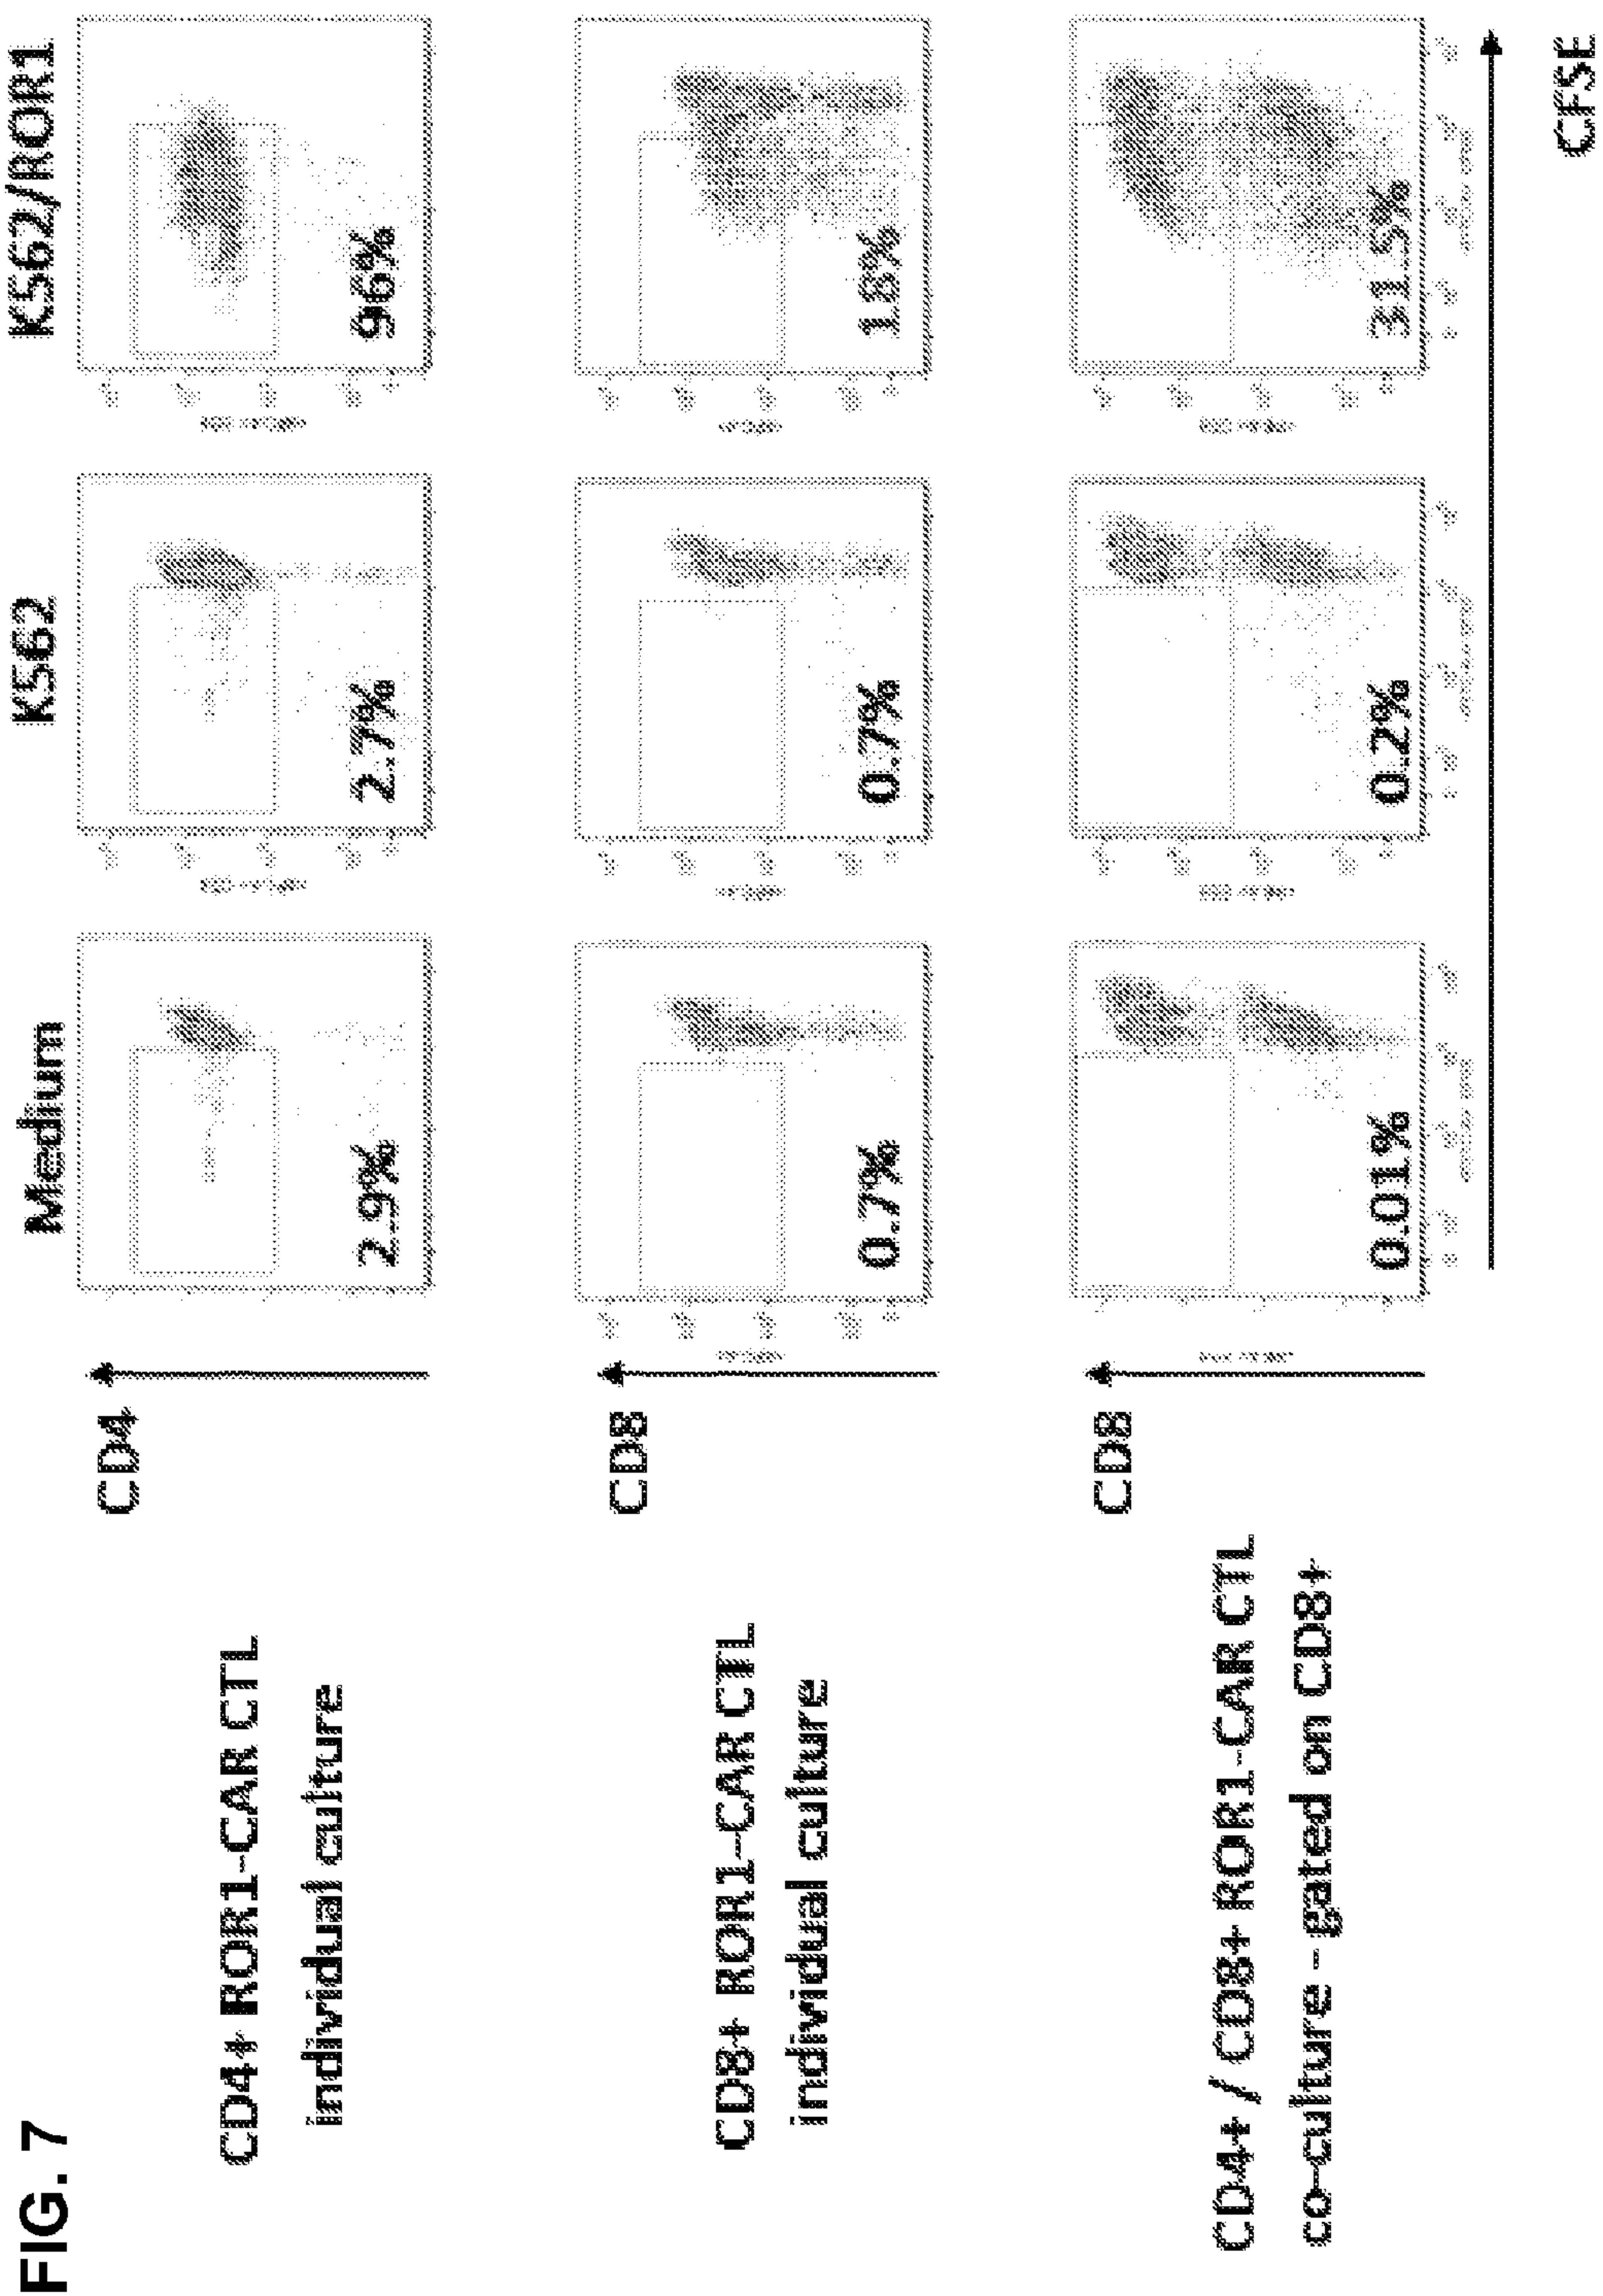 FIG. 7
Medium
K562
K562/ROR1
CD4+ ROR1-CAR CTL
individual culture
CD4
2.9%
2.7%
96%
CD8+ ROR1-CAR CTL
individual culture
CD8
0.7%
0.7%
18%
CD4+ / CD8+ ROR1-CAR CTL
co-culture - gated on CD8+
CD8
0.01%
0.2%
31.5%
CFSE